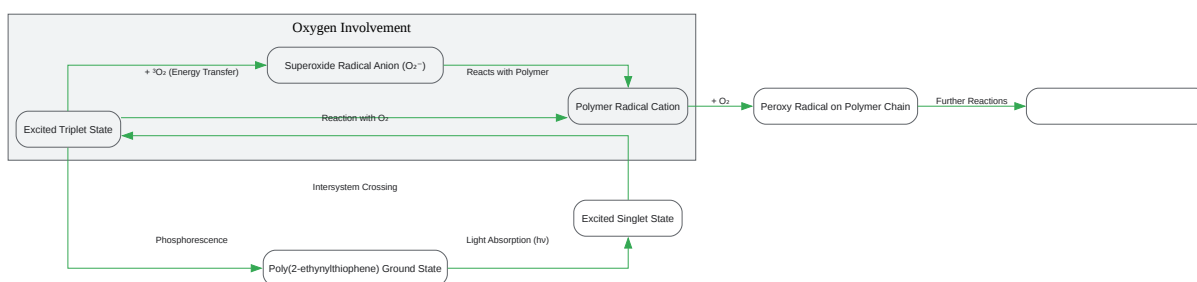 Oxygen Involvement
Superoxide Radical Anion (O₂⁻)
+ ³O₂ (Energy Transfer)
Reacts with Polymer
Polymer Radical Cation
+ O₂
Peroxy Radical on Polymer Chain
Further Reactions
Excited Triplet State
Reaction with O₂
Intersystem Crossing
Excited Singlet State
Phosphorescence
Light Absorption (hν)
Poly(2-ethynylthiophene) Ground State